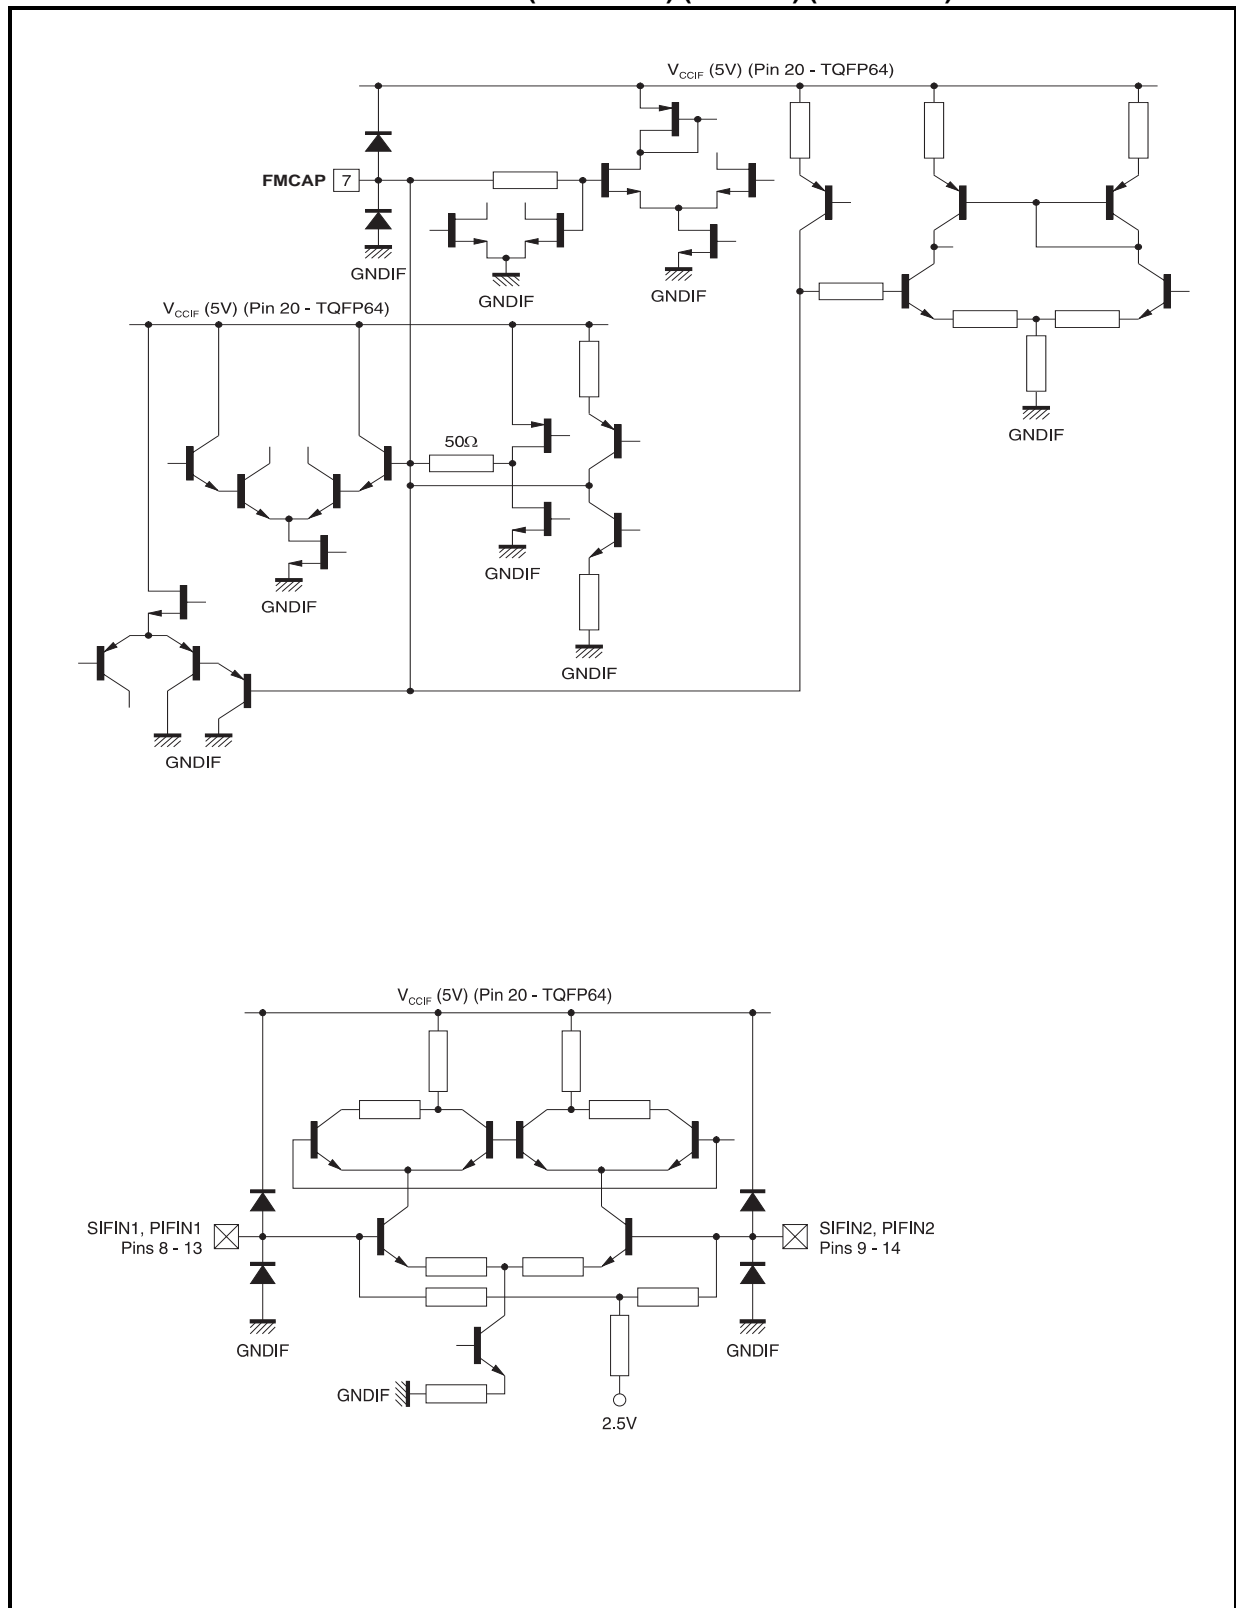 V_CCIF (5V) (Pin 20 - TQFP64)
FMCAP 7
GNDIF
GNDIF
GNDIF
V_CCIF (5V) (Pin 20 - TQFP64)
GNDIF
50Ω
GNDIF
GNDIF
GNDIF
GNDIF
V_CCIF (5V) (Pin 20 - TQFP64)
SIFIN1, PIFIN1
Pins 8 - 13
SIFIN2, PIFIN2
Pins 9 - 14
GNDIF
GNDIF
GNDIF
2.5V